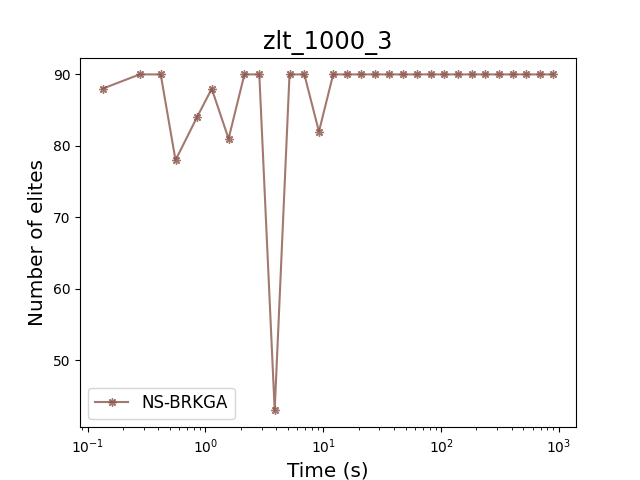 zlt_1000_3
Number of elites
90
80
70
60
50
NS-BRKGA
10⁻¹ 10⁰ 10¹ 10² 10³
Time (s)